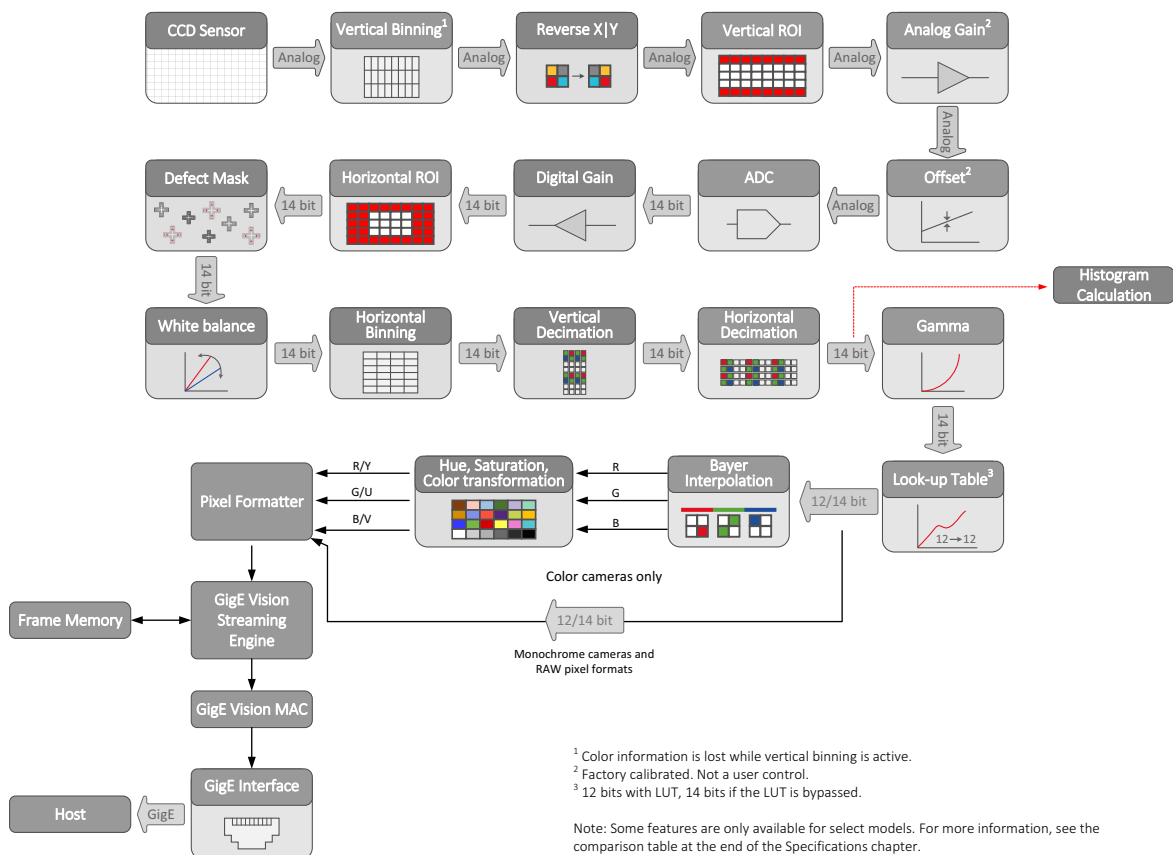 CCD Sensor
Analog
Vertical Binning¹
Analog
Reverse X|Y
Analog
Vertical ROI
Analog
Analog Gain²
Analog
Defect Mask
14 bit
Horizontal ROI
14 bit
Digital Gain
14 bit
ADC
Analog
Offset²
14 bit
Histogram
Calculation
White balance
14 bit
Horizontal
Binning
14 bit
Vertical
Decimation
14 bit
Horizontal
Decimation
14 bit
Gamma
14 bit
Pixel Formatter
R/Y
G/U
B/V
Hue, Saturation,
Color transformation
R
G
B
Bayer
Interpolation
12/14 bit
Look-up Table³
12→12
Color cameras only
12/14 bit
Monochrome cameras and
RAW pixel formats
Frame Memory
GigE Vision
Streaming
Engine
GigE Vision MAC
GigE Interface
GigE
Host
¹ Color information is lost while vertical binning is active.
² Factory calibrated. Not a user control.
³ 12 bits with LUT, 14 bits if the LUT is bypassed.
Note: Some features are only available for select models. For more information, see the
comparison table at the end of the Specifications chapter.